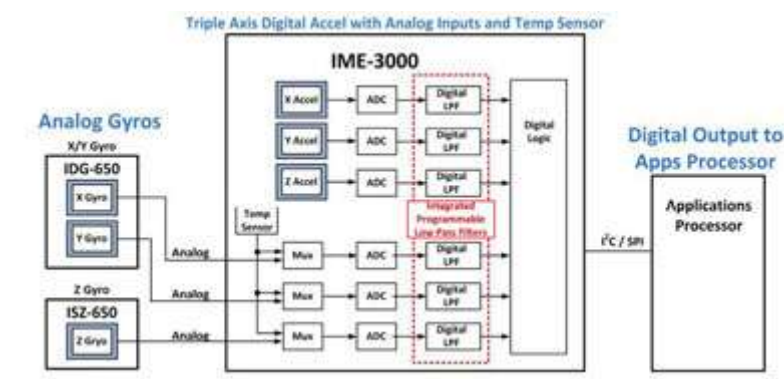 Triple Axis Digital Accel with Analog Inputs and Temp Sensor
IME-3000
X Accel
ADC
Digital
LPF
Y Accel
ADC
Digital
LPF
Z Accel
ADC
Digital
LPF
Digital
Logic
Integrated
Programmable
Low Pass Filters
Analog Gyros
X/Y Gyro
IDG-650
X Gyro
Y Gyro
Z Gyro
ISZ-650
Z Gryo
Temp
Sensor
Analog
Mux
ADC
Digital
LPF
Analog
Mux
ADC
Digital
LPF
Analog
Mux
ADC
Digital
LPF
I²C / SPI
Digital Output to
Apps Processor
Applications
Processor